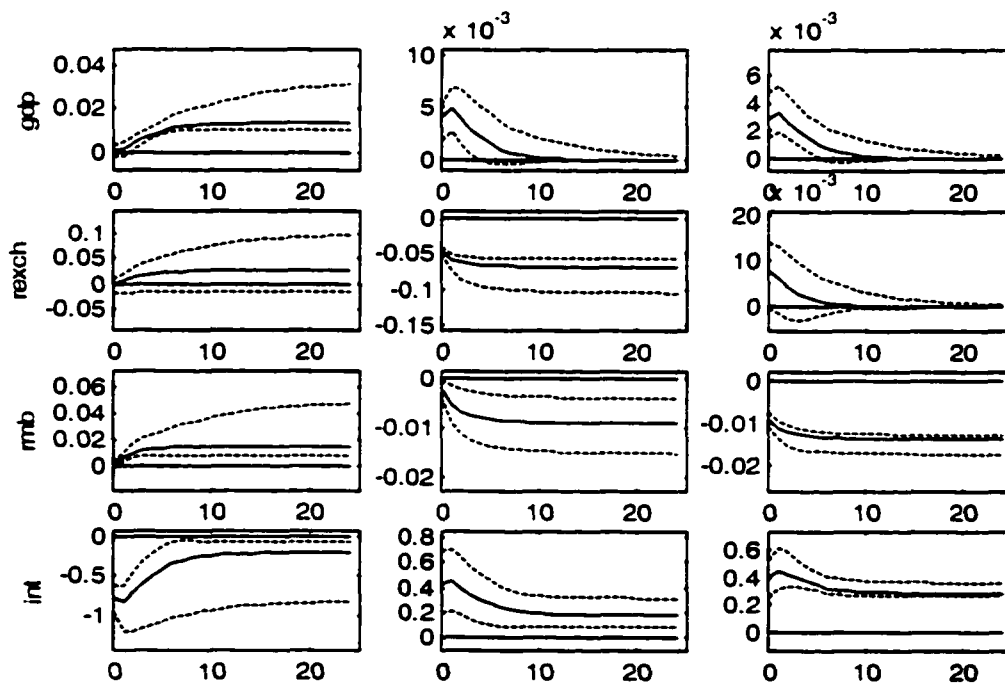 x 10^-3 x 10^-3
gdp 0.04 0.02 0 10 5 0 6 4 2 0
0 10 20 0 10 20 0 10 20
x 10^-3
rexch 0.1 0.05 0 -0.05 0 -0.05 -0.1 -0.15 20 10 0
0 10 20 0 10 20 0 10 20
rmb 0.06 0.04 0.02 0 0 -0.01 -0.02 0 -0.01 -0.02
0 10 20 0 10 20 0 10 20
int 0 -0.5 -1 0.8 0.6 0.4 0.2 0 0.6 0.4 0.2 0
0 10 20 0 10 20 0 10 20